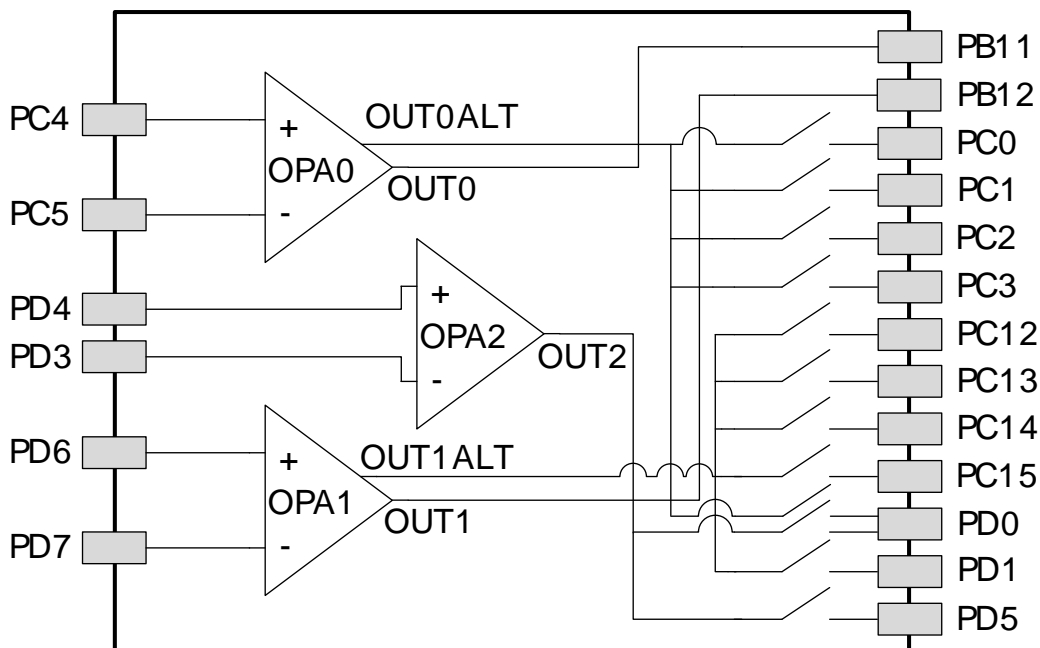 PB11
PB12
PC4
+
OUT0ALT
PC0
OPA0
OUT0
PC1
PC5
-
PC2
PD4
+
PC3
PD3
OPA2
OUT2
PC12
-
PC13
PD6
+
OUT1ALT
PC14
OPA1
PC15
OUT1
PD0
PD7
-
PD1
PD5